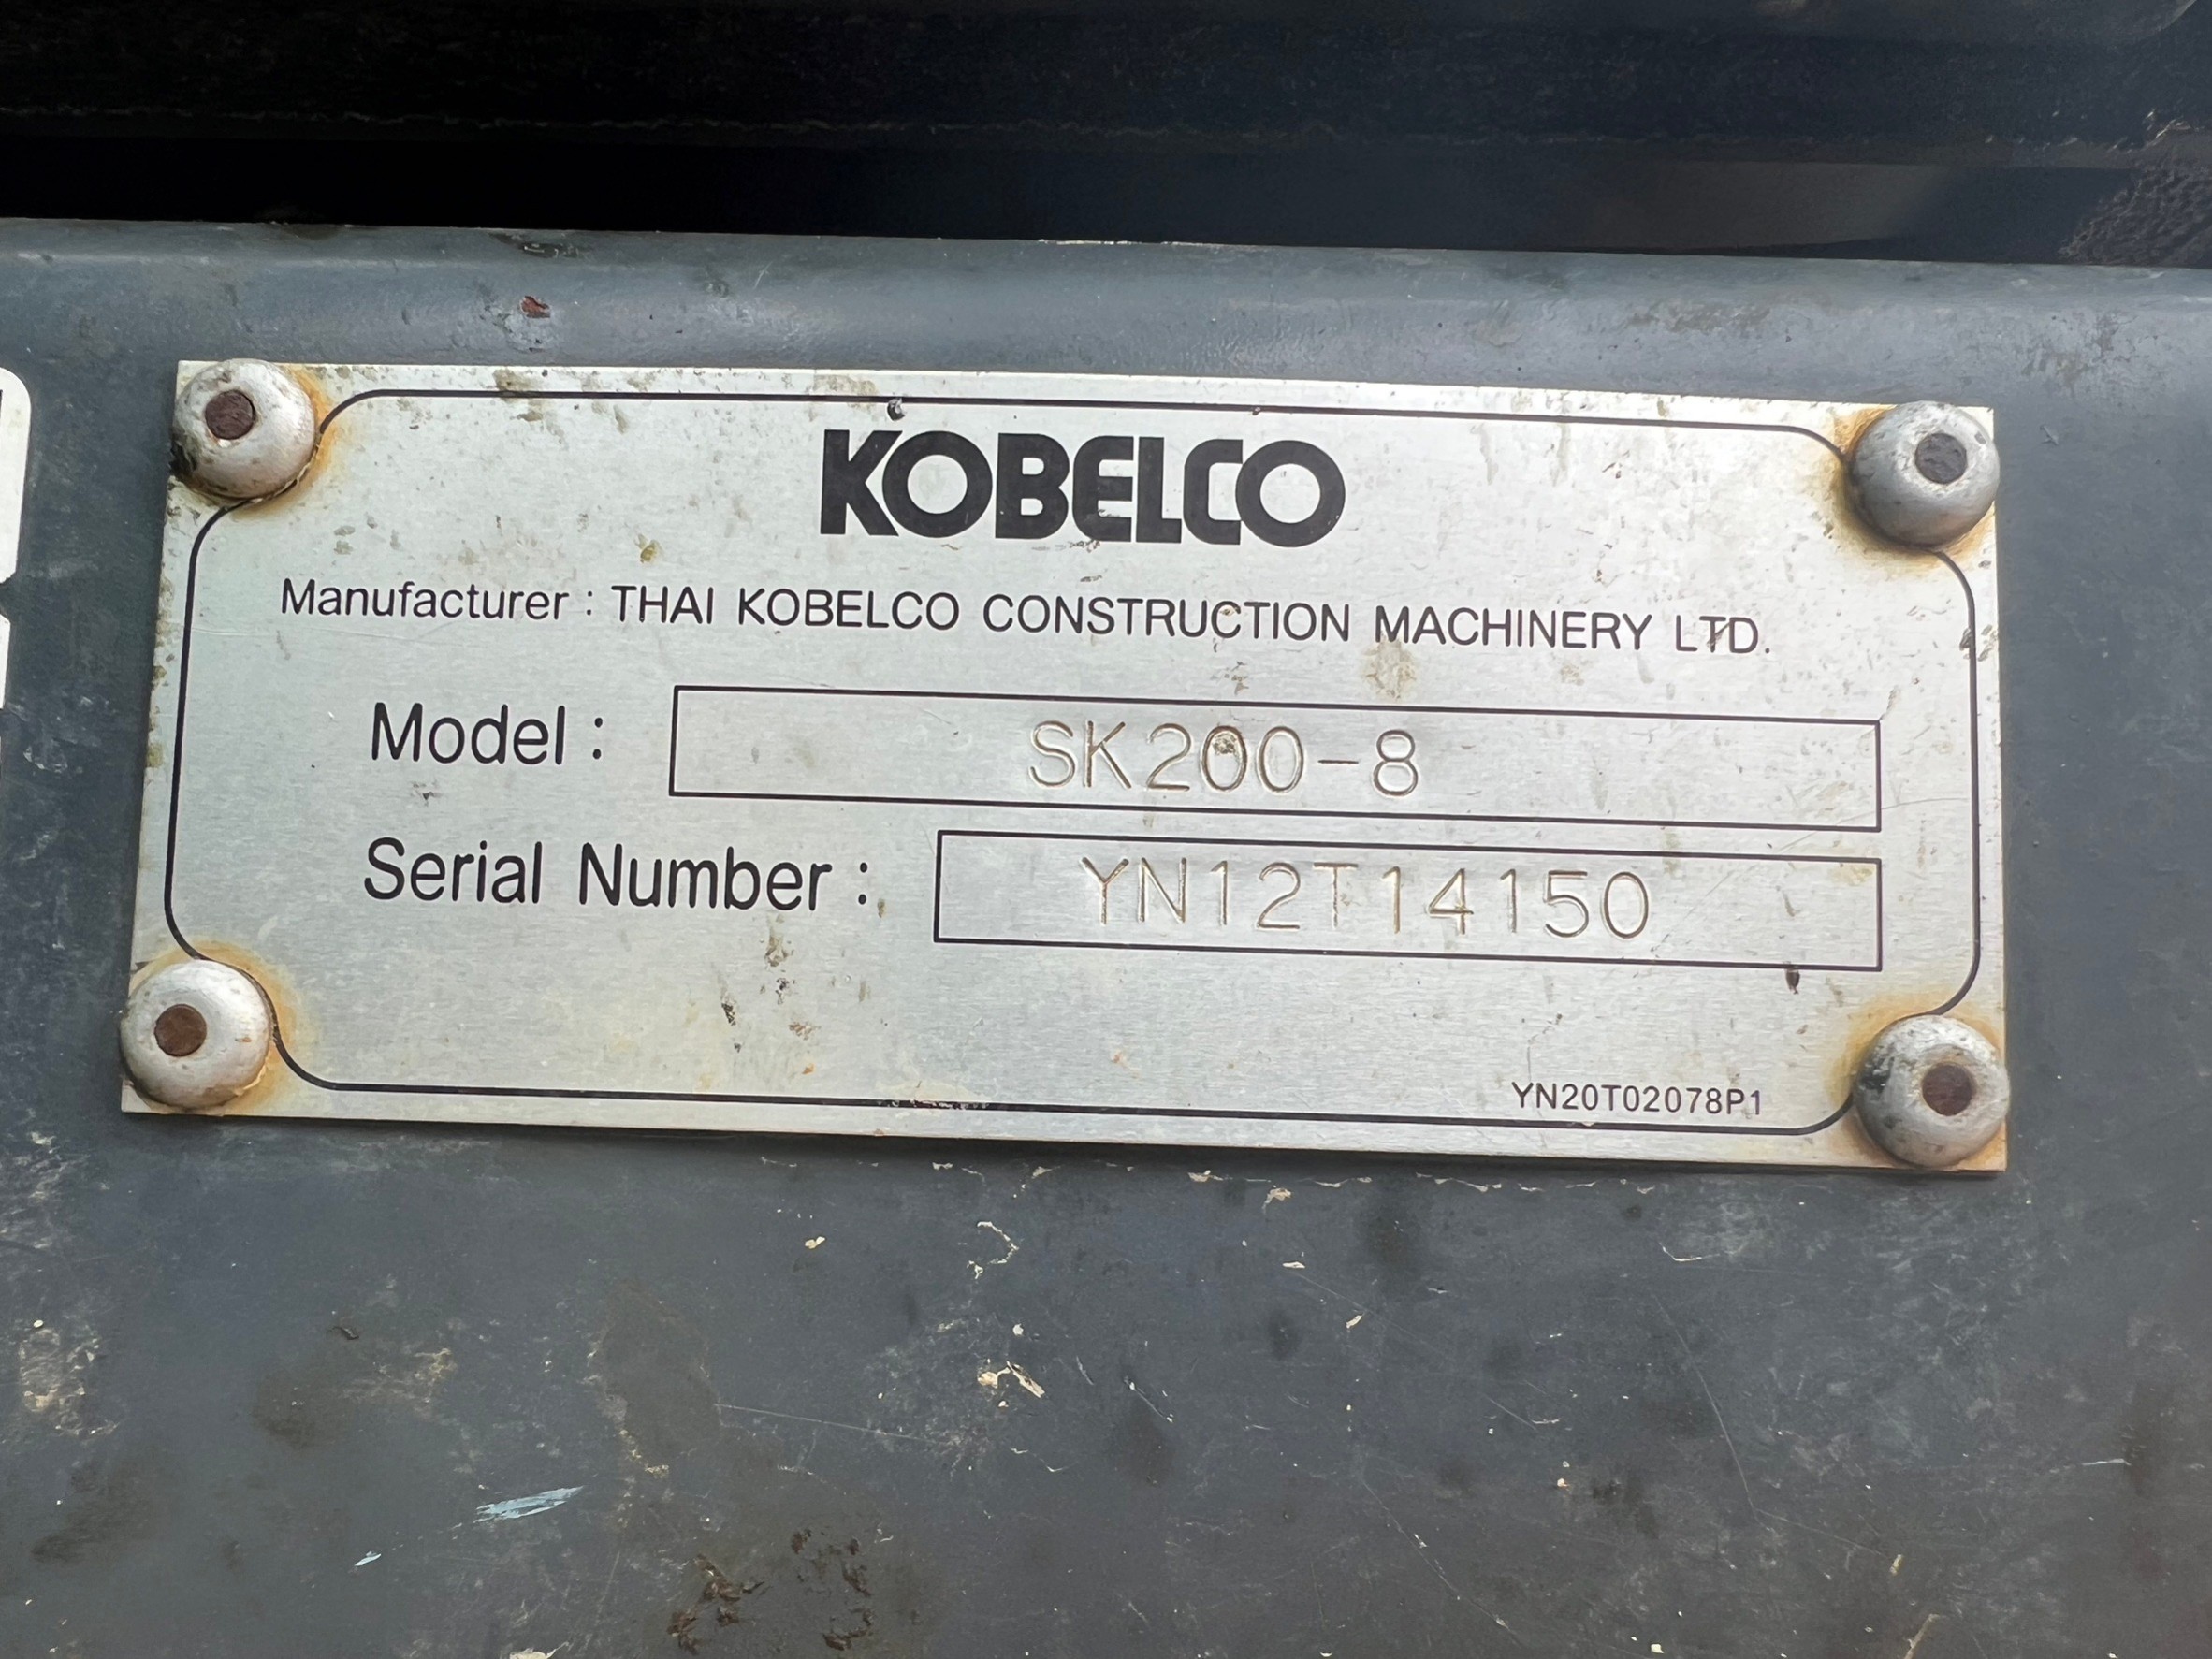 KOBELCO
Manufacturer : THAI KOBELCO CONSTRUCTION MACHINERY LTD.
Model : SK200-8
Serial Number : YN12T14150
YN20T02078P1